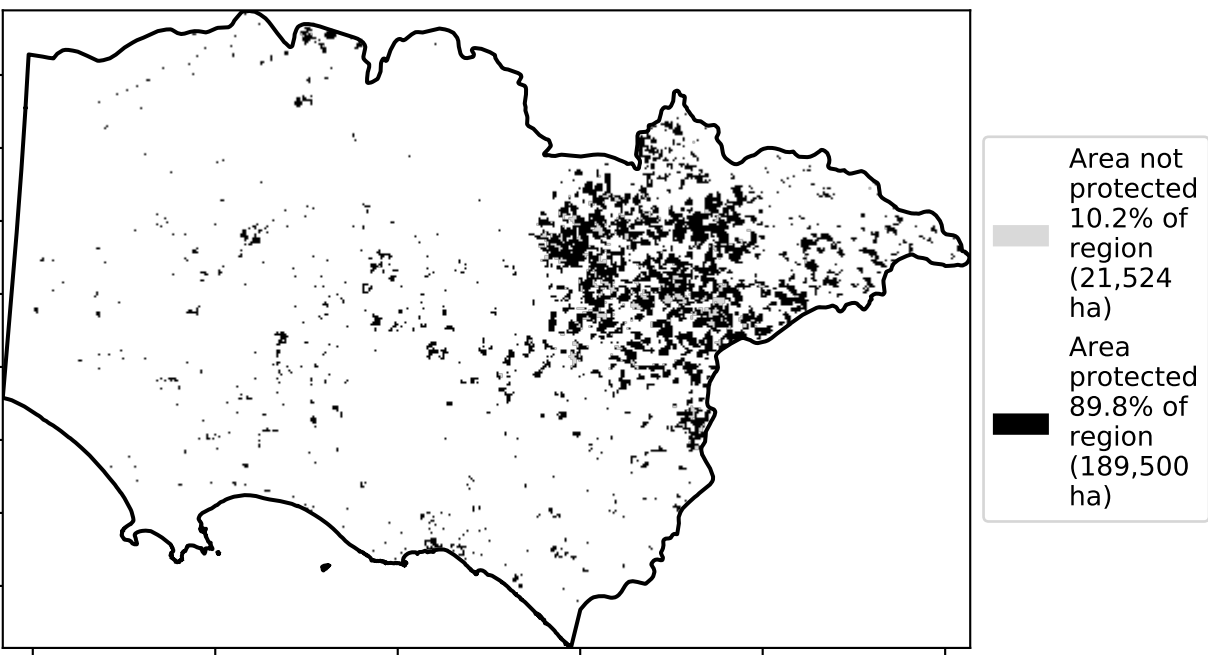 Area not
protected
10.2% of
region
(21,524
ha)
Area
protected
89.8% of
region
(189,500
ha)